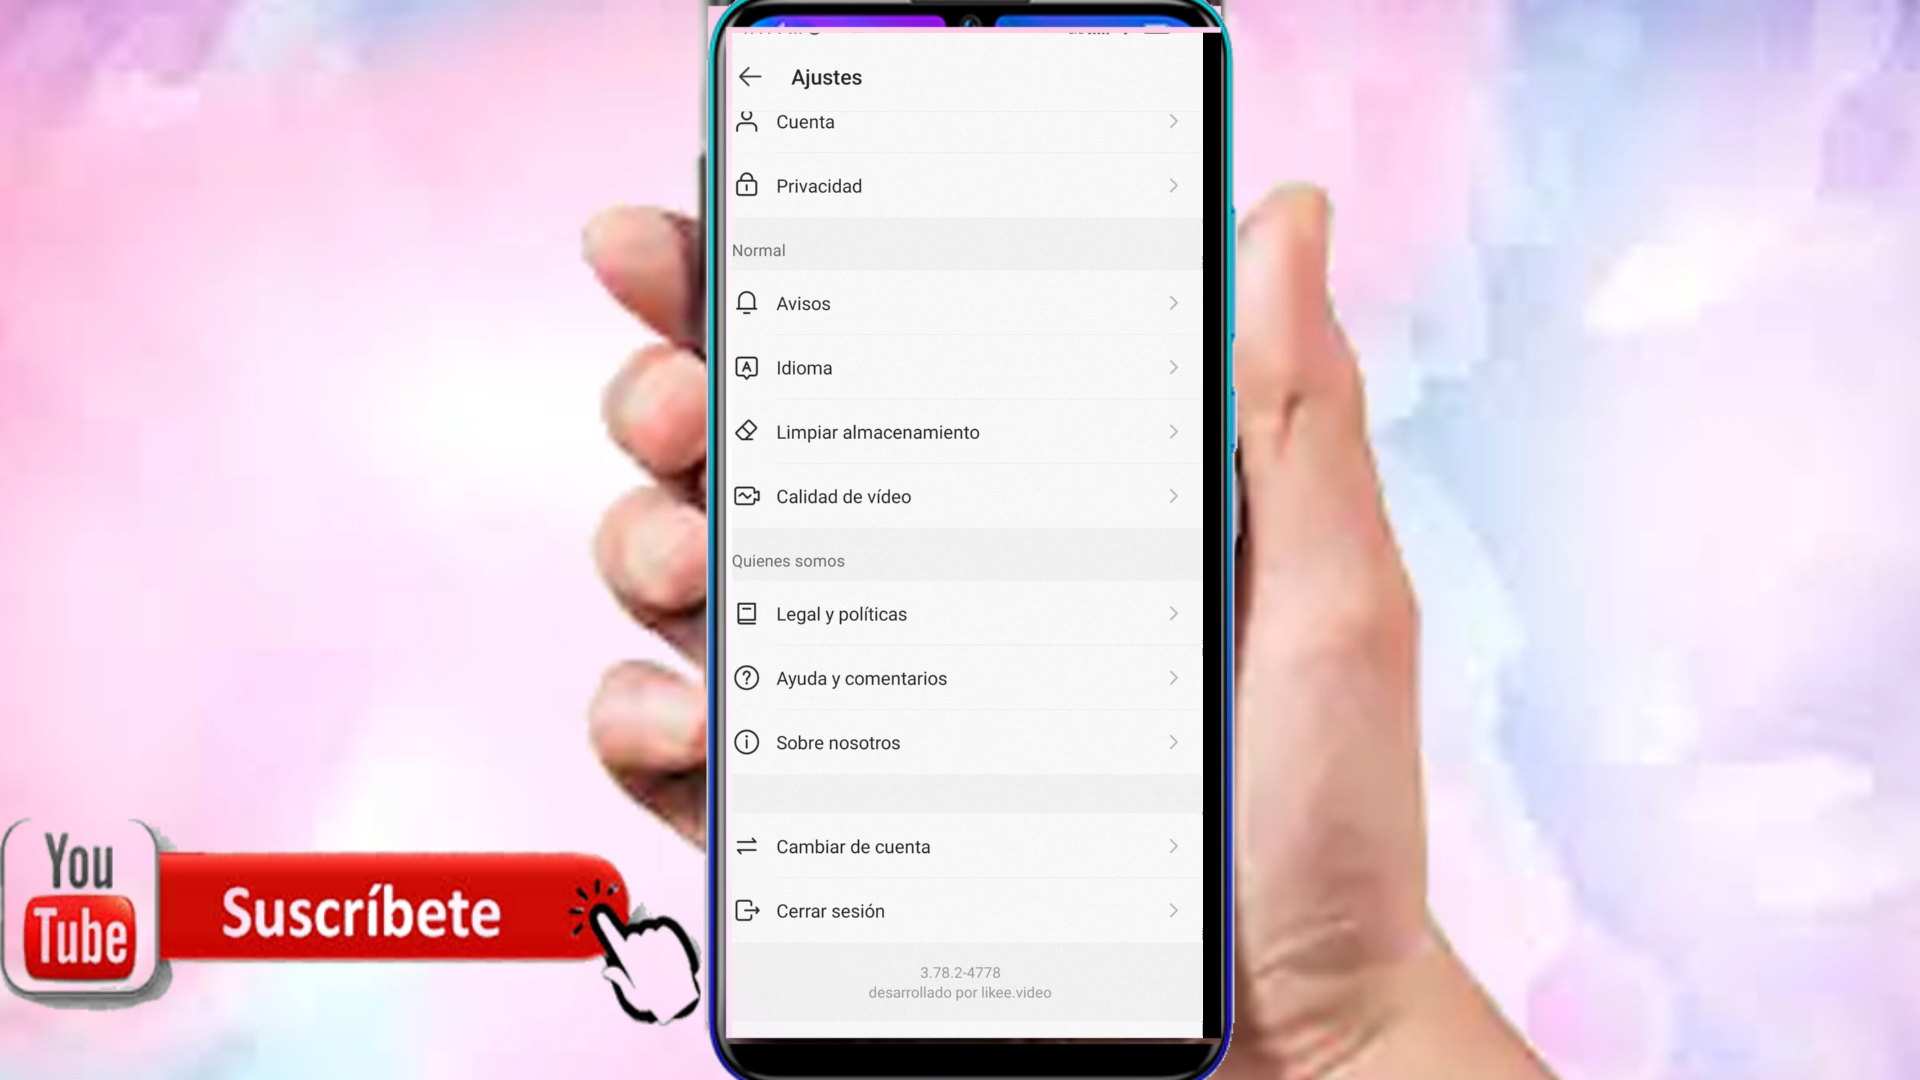 Ajustes
Cuenta
Privacidad
Normal
Avisos
Idioma
Limpiar almacenamiento
Calidad de vídeo
Quienes somos
Legal y políticas
Ayuda y comentarios
Sobre nosotros
Cambiar de cuenta
Cerrar sesión
3.78.2-4778
desarrollado por likee.video
You
Tube
Suscríbete